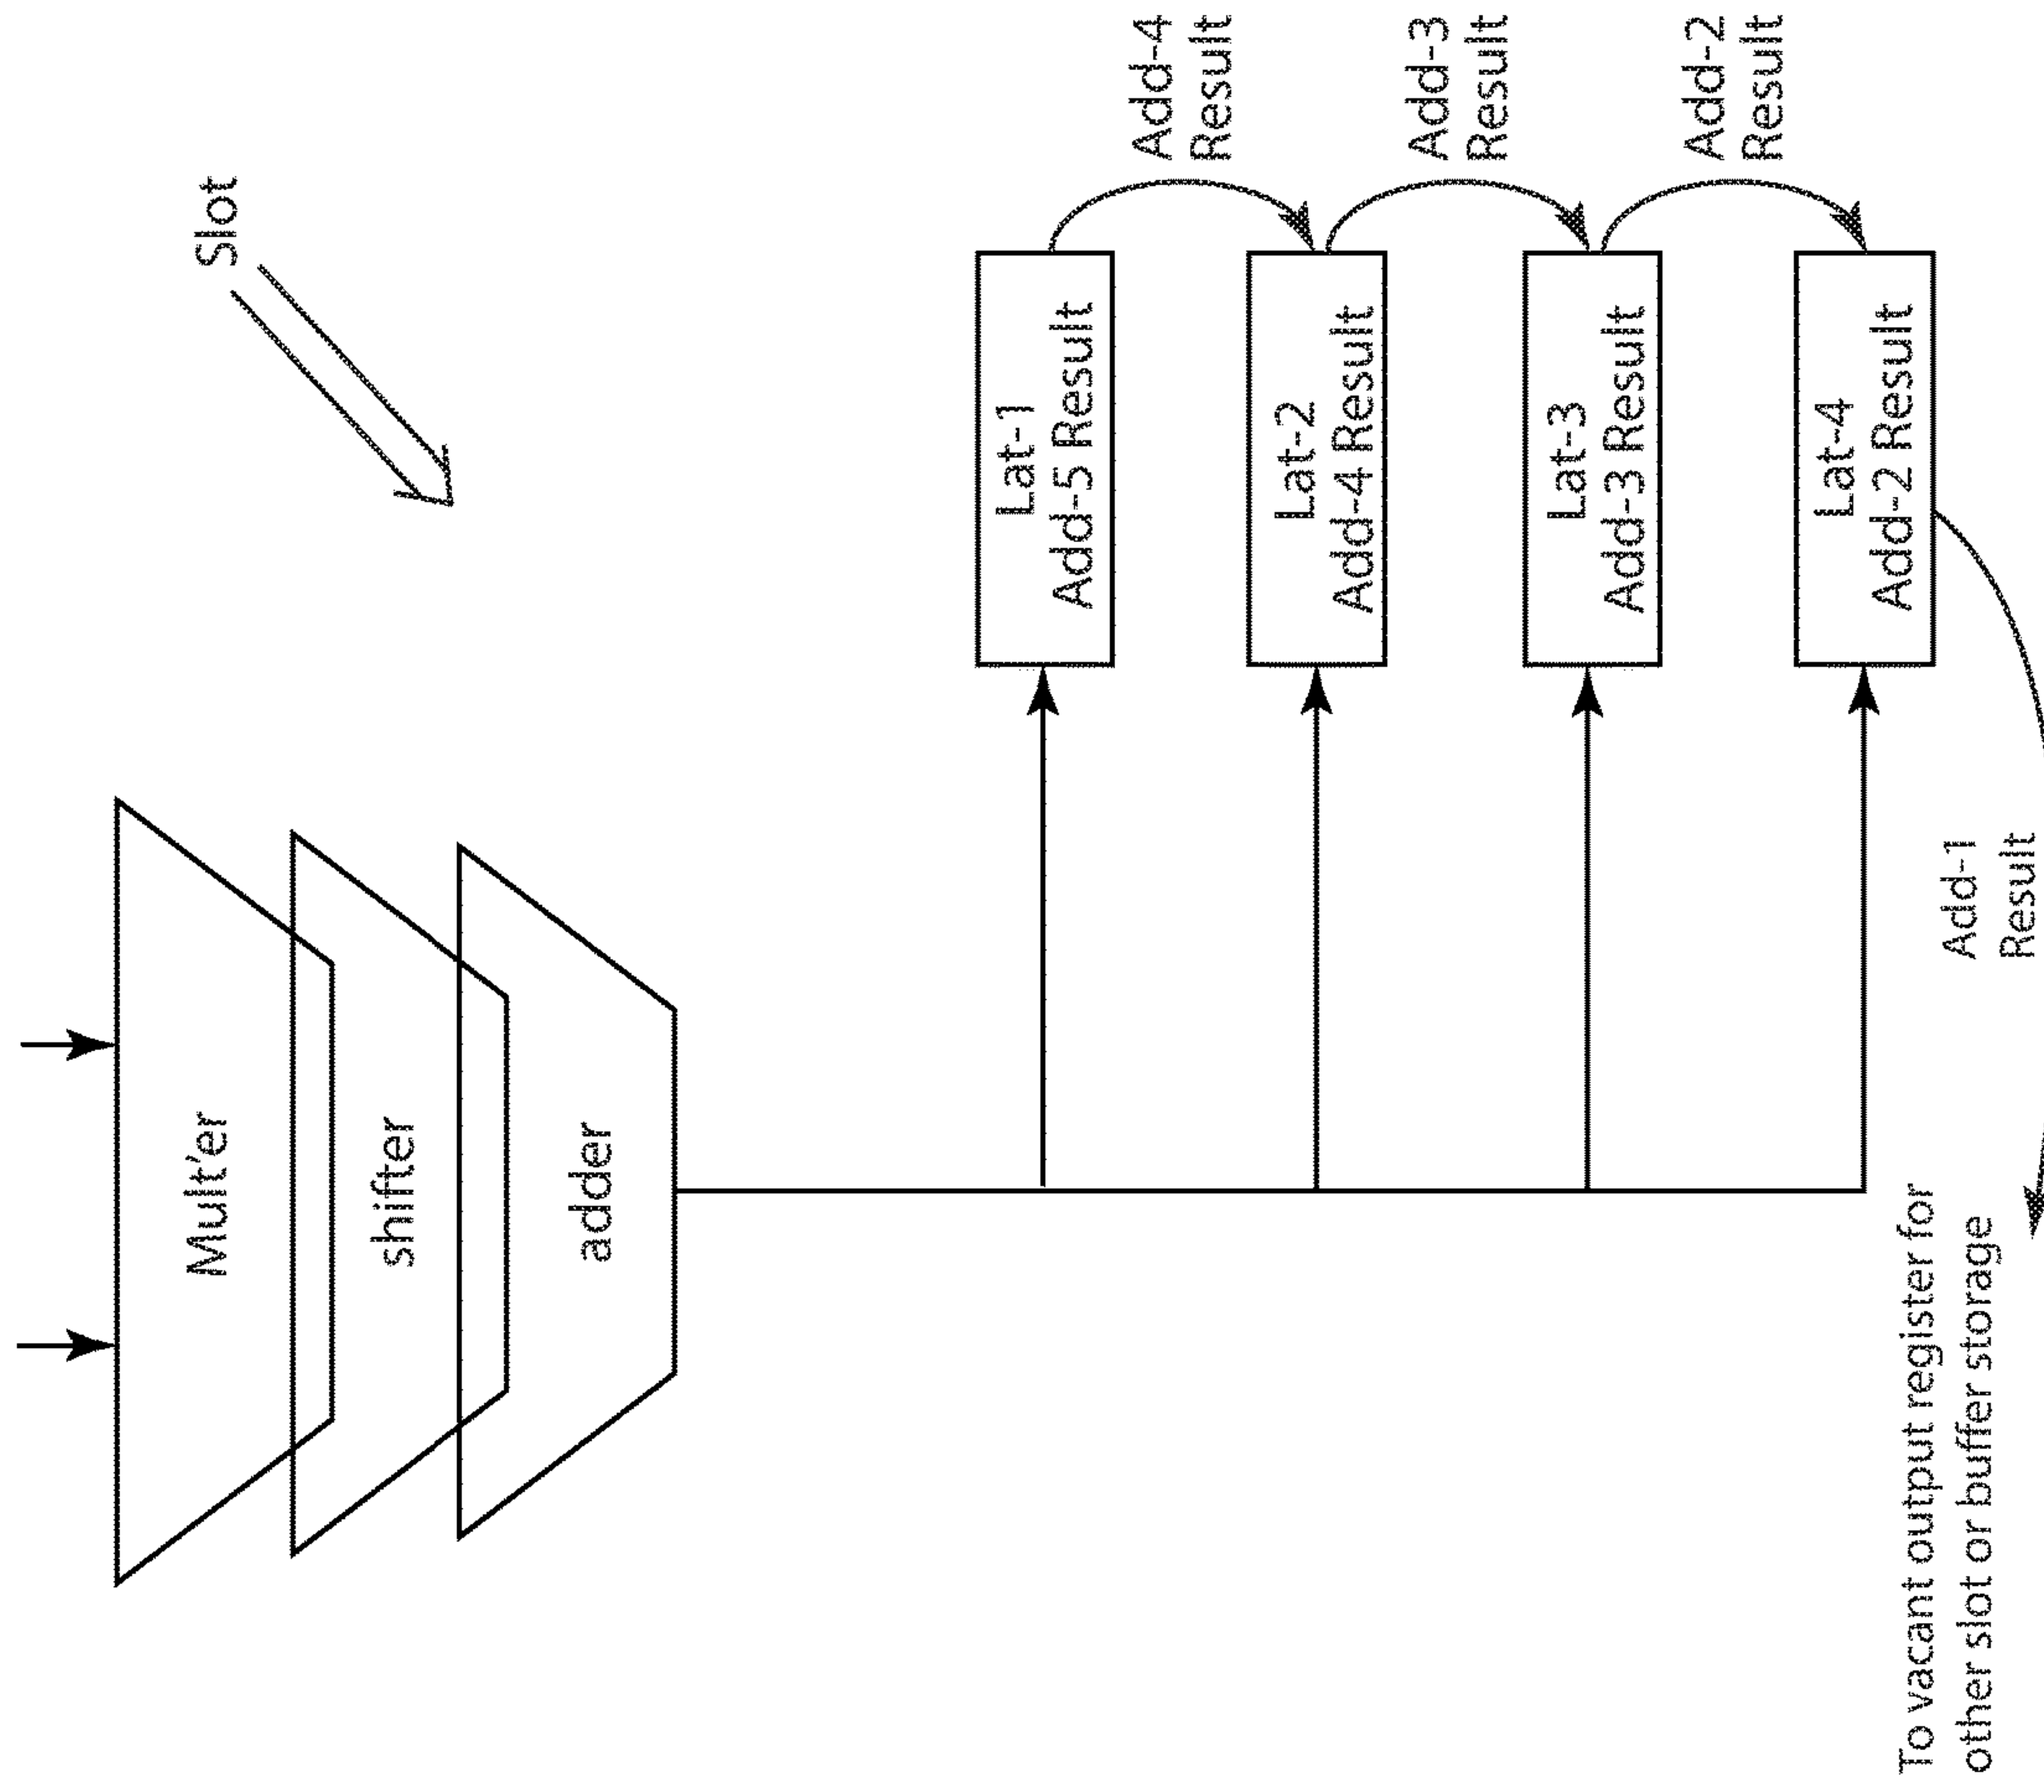 Slot
Mult'er
shifter
adder
Lat-1
Add-5 Result
Add-4
Result
Lat-2
Add-4 Result
Add-3
Result
Lat-3
Add-3 Result
Add-2
Result
Lat-4
Add-2 Result
Add-1
Result
To vacant output register for
other slot or buffer storage